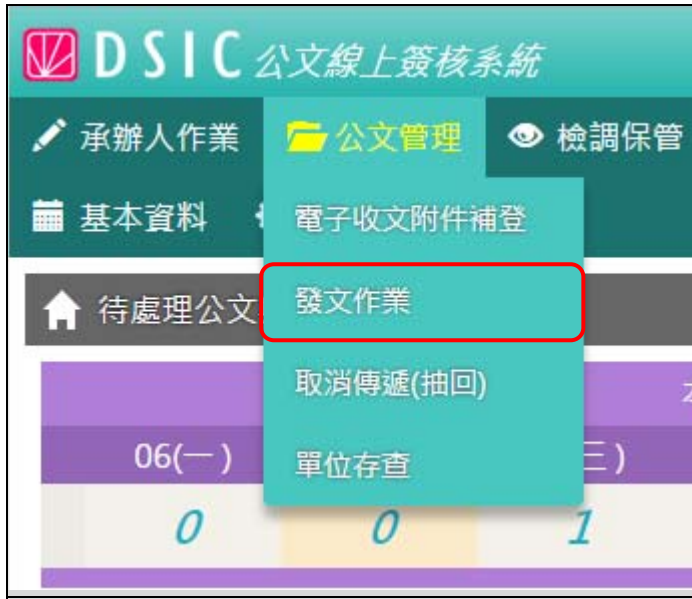 DSIC 公文線上簽核系統
承辦人作業 公文管理 檢調保管
基本資料 電子收文附件補登
待處理公文 發文作業
取消傳遞(抽回)
06(一) 單位存查 三)
0 0 1